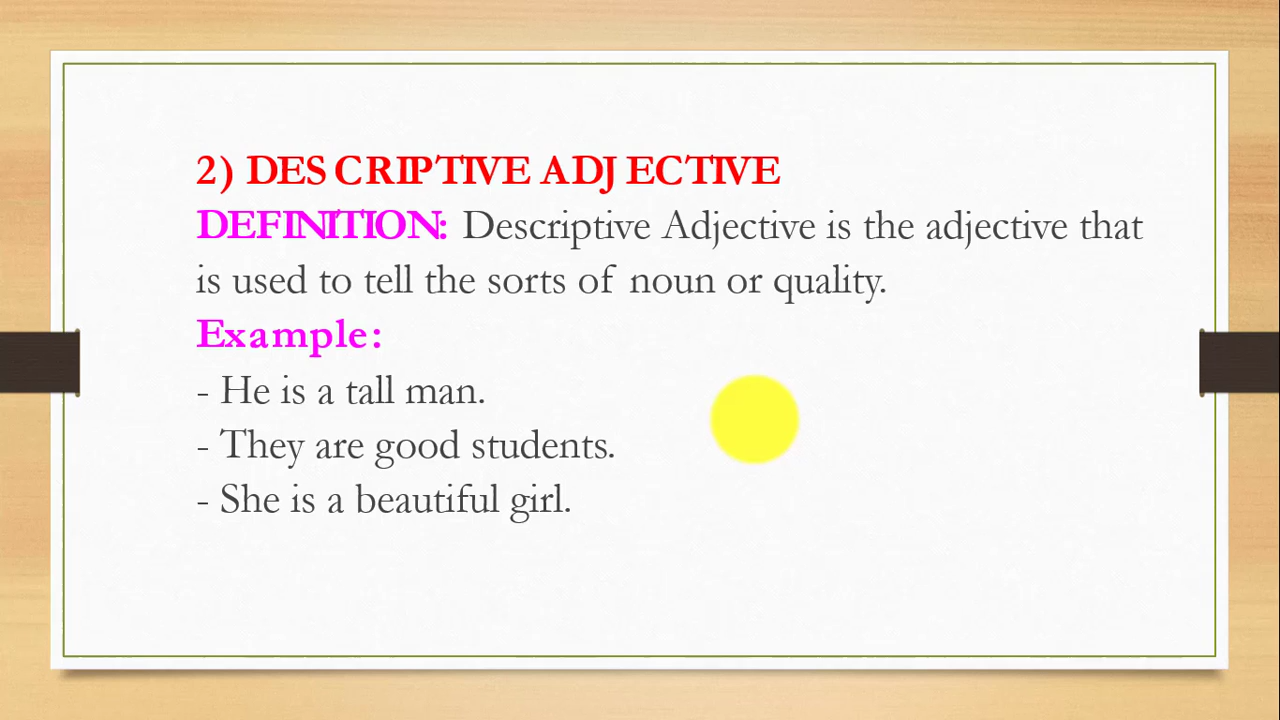 2) DESCRIPTIVE ADJECTIVE
DEFINITION: Descriptive Adjective is the adjective that
is used to tell the sorts of noun or quality.
Example:
- He is a tall man.
- They are good students.
- She is a beautiful girl.